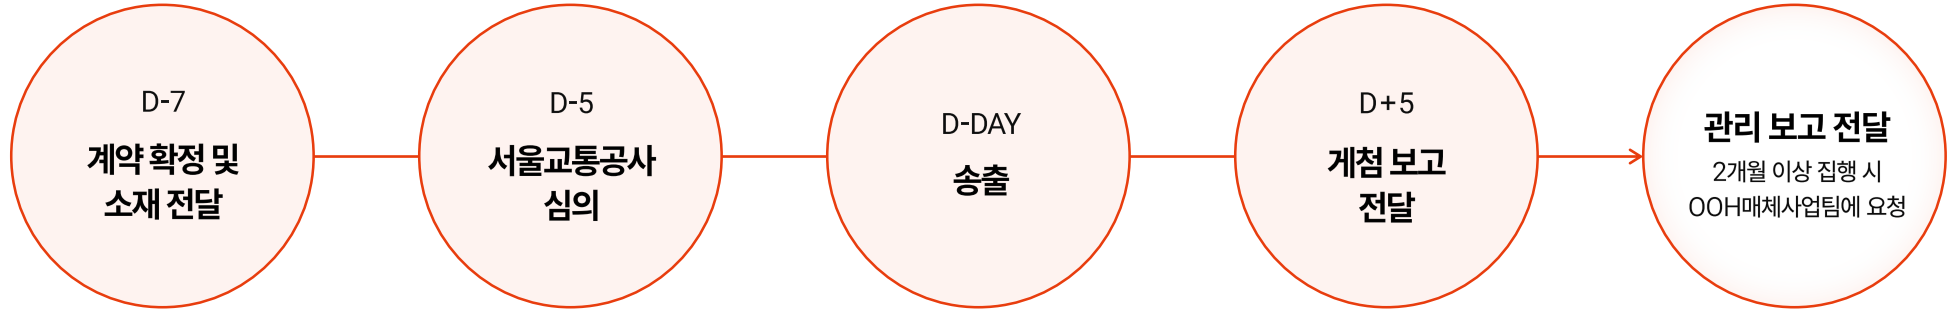 D-7
계약 확정 및
소재 전달
D-5
서울교통공사
심의
D-DAY
송출
D+5
게첨 보고
전달
관리 보고 전달
2개월 이상 집행 시
OOH매체사업팀에 요청